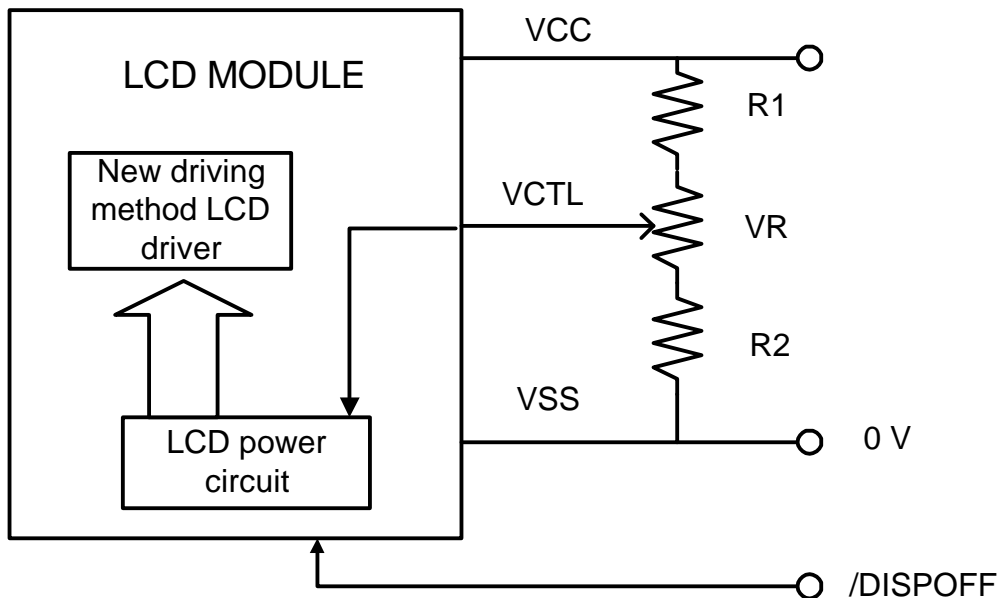 VCC
LCD MODULE
R1
New driving
method LCD
driver
VCTL
VR
R2
VSS
LCD power
circuit
0 V
/DISPOFF